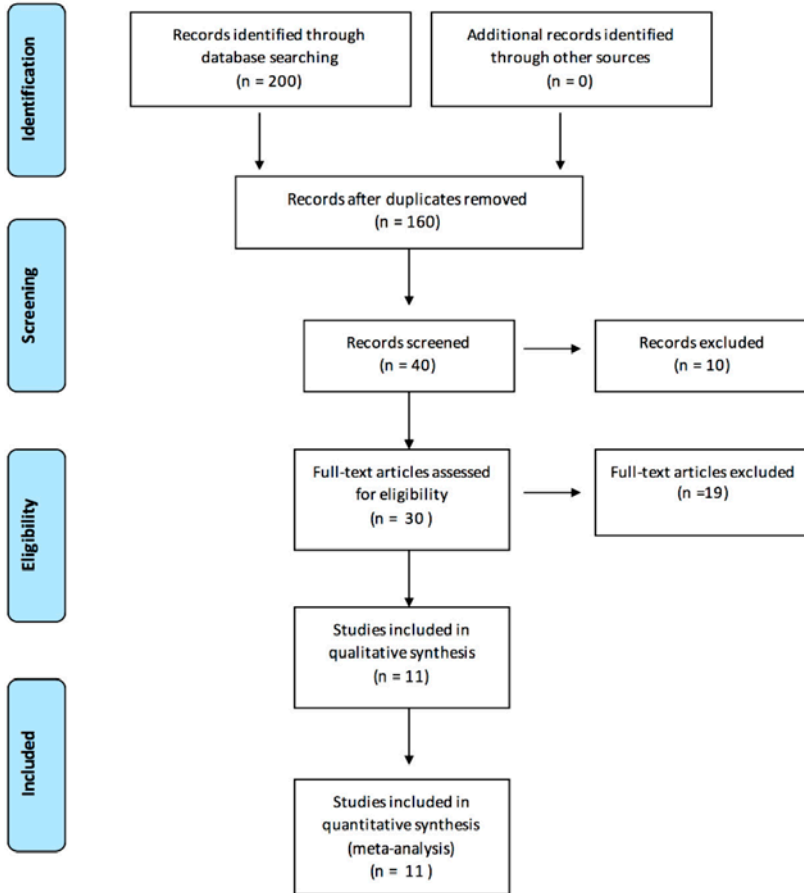 Identification
Records identified through
database searching
(n = 200)
Additional records identified
through other sources
(n = 0)
Records after duplicates removed
(n = 160)
Screening
Records screened
(n = 40)
Records excluded
(n = 10)
Eligibility
Full-text articles assessed
for eligibility
(n = 30 )
Full-text articles excluded
(n =19)
Studies included in
qualitative synthesis
(n = 11)
Included
Studies included in
quantitative synthesis
(meta-analysis)
(n = 11 )